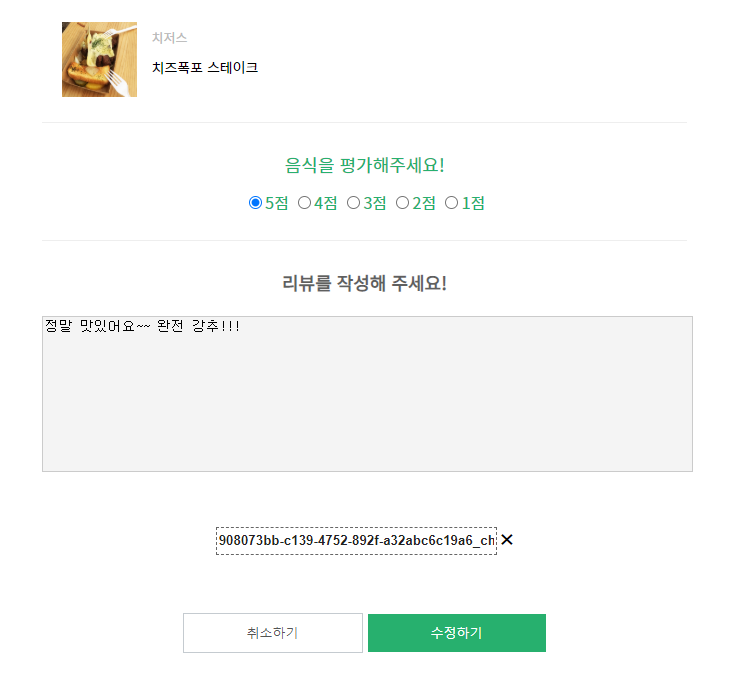 치저스
치즈폭포 스테이크
음식을 평가해주세요!
5점 4점 3점 2점 1점
리뷰를 작성해 주세요!
정말 맛있어요~~ 완전 강추!!!
908073bb-c139-4752-892f-a32abc6c19a6_ch
취소하기 수정하기